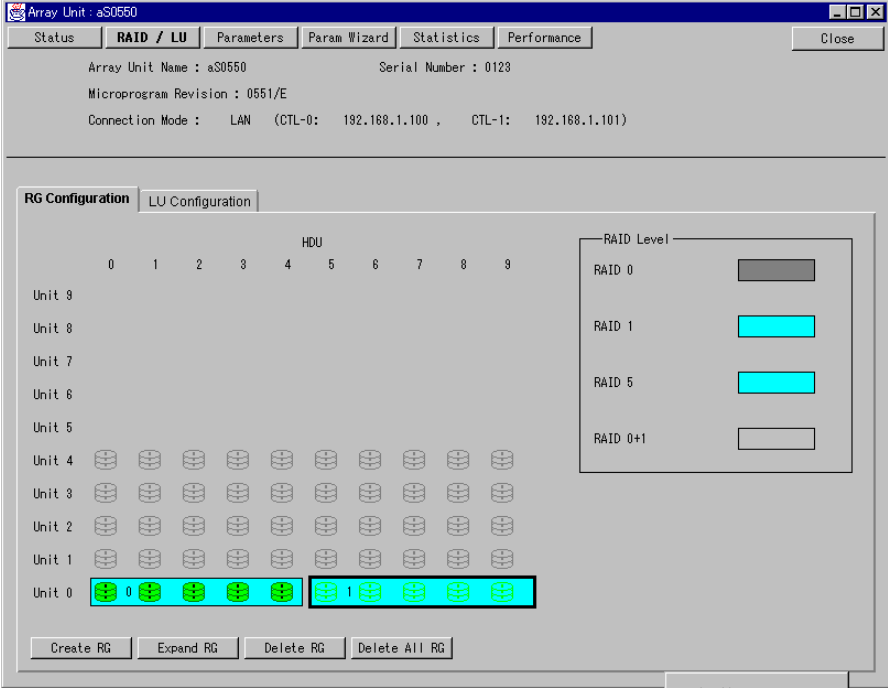 Array Unit : aS0550
Status RAID / LU Parameters Param Wizard Statistics Performance Close
Array Unit Name : aS0550 Serial Number : 0123
Microprogram Revision : 0551/E
Connection Mode : LAN (CTL-0: 192.168.1.100 , CTL-1: 192.168.1.101)
RG Configuration LU Configuration
HDU
0 1 2 3 4 5 6 7 8 9
Unit 9
Unit 8
Unit 7
Unit 6
Unit 5
Unit 4
Unit 3
Unit 2
Unit 1
Unit 0 0 1
RAID Level
RAID 0
RAID 1
RAID 5
RAID 0+1
Create RG Expand RG Delete RG Delete All RG